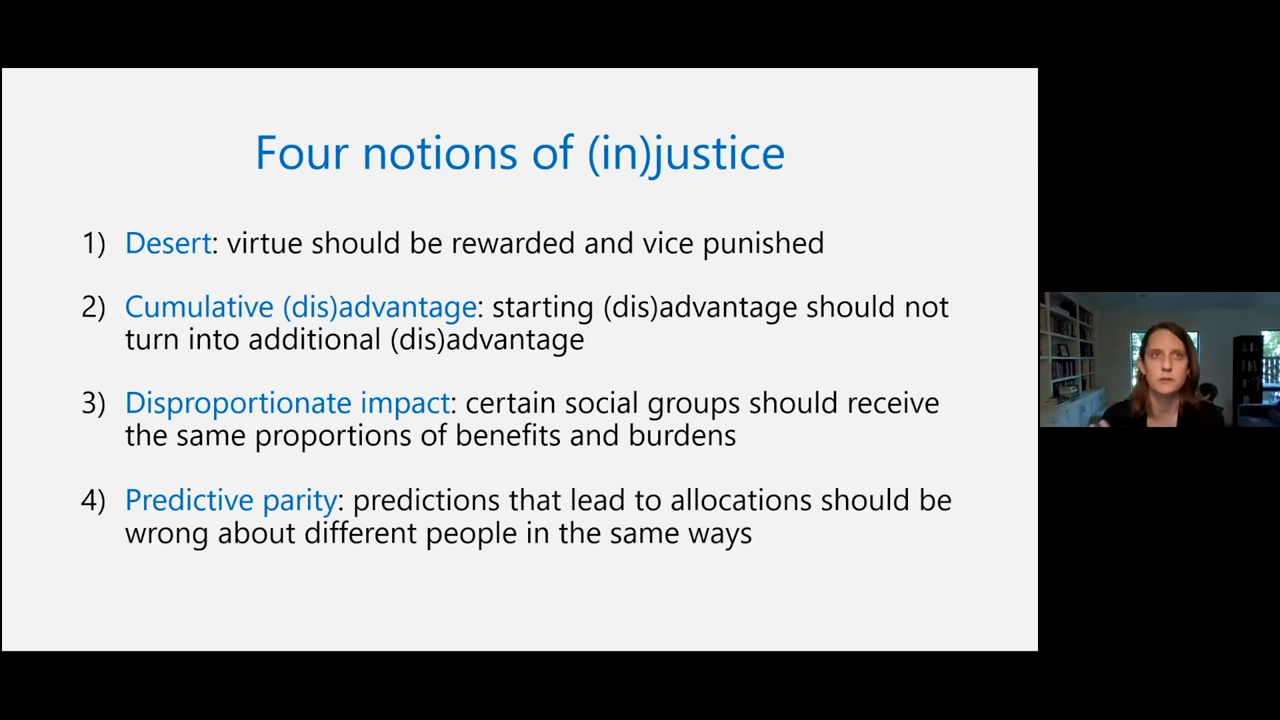 Four notions of (in)justice
1) Desert: virtue should be rewarded and vice punished
2) Cumulative (dis)advantage: starting (dis)advantage should not
turn into additional (dis)advantage
3) Disproportionate impact: certain social groups should receive
the same proportions of benefits and burdens
4) Predictive parity: predictions that lead to allocations should be
wrong about different people in the same ways